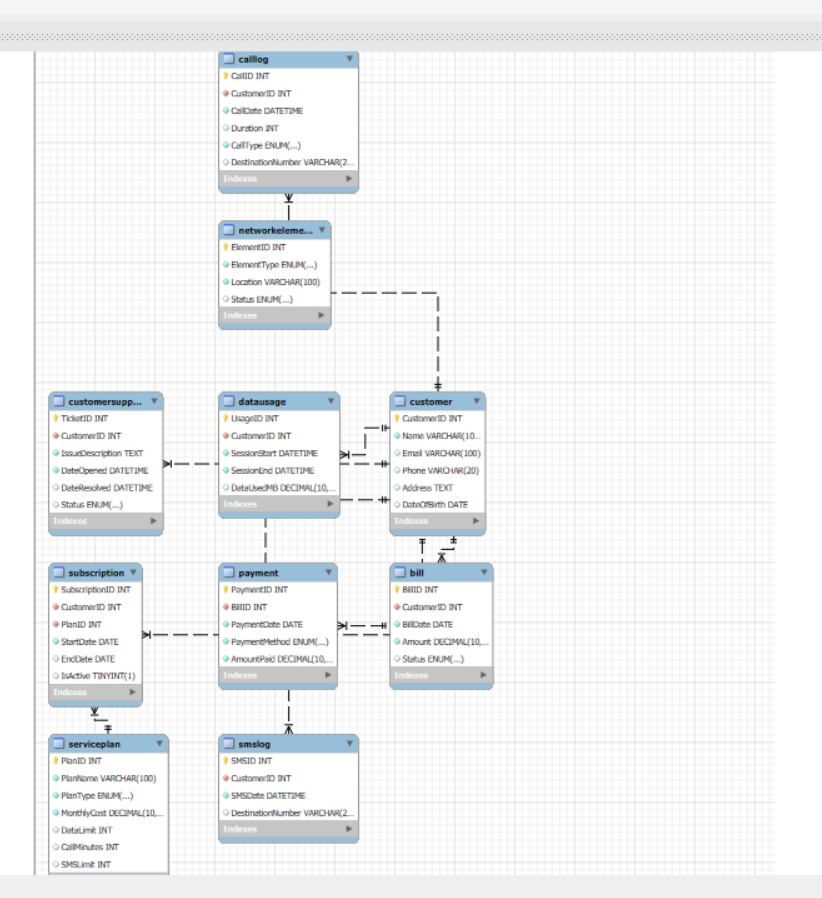 calllog
CallID INT
CustomerID INT
CallDate DATETIME
Duration INT
CallType ENUM(...)
DestinationNumber VARCHAR(2...
Indexes
networkeleme...
ElementID INT
ElementType ENUM(...)
Location VARCHAR(100)
Status ENUM(...)
Indexes
customersupp...
TicketID INT
CustomerID INT
IssueDescription TEXT
DateOpened DATETIME
DateResolved DATETIME
Status ENUM(...)
Indexes
datausage
UsageID INT
CustomerID INT
SessionStart DATETIME
SessionEnd DATETIME
DataUsedMB DECIMAL(10,...
Indexes
customer
CustomerID INT
Name VARCHAR(10...
Email VARCHAR(100)
Phone VARCHAR(20)
Address TEXT
DateOfBirth DATE
Indexes
subscription
SubscriptionID INT
CustomerID INT
PlanID INT
StartDate DATE
EndDate DATE
IsActive TINYINT(1)
Indexes
payment
PaymentID INT
BillID INT
PaymentDate DATE
PaymentMethod ENUM(...)
AmountPaid DECIMAL(10,...
Indexes
bill
BillID INT
CustomerID INT
BillDate DATE
Amount DECIMAL(10,...
Status ENUM(...)
Indexes
serviceplan
PlanID INT
PlanName VARCHAR(100)
PlanType ENUM(...)
MonthlyCost DECIMAL(10,...
DataLimit INT
CallMinutes INT
SMSLimit INT
smslog
SMSID INT
CustomerID INT
SMSDate DATETIME
DestinationNumber VARCHAR(2...
Indexes